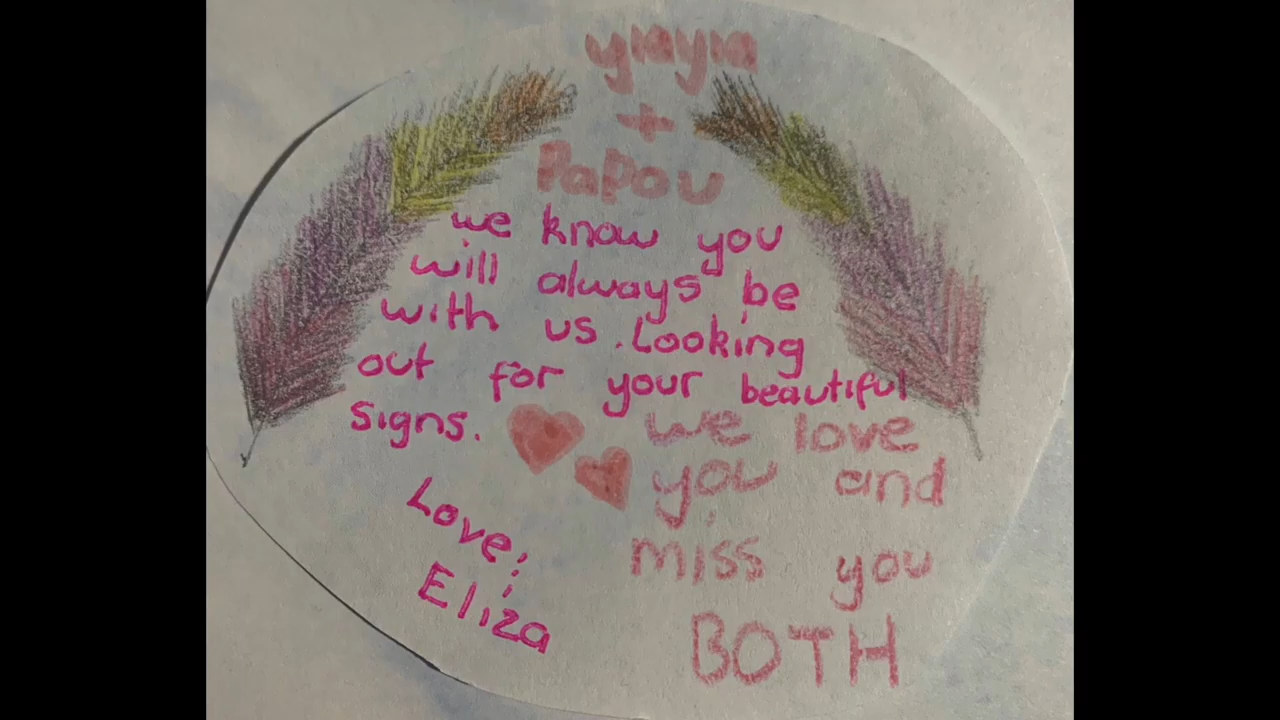 yiayia
+
PaPou
we know you
will always be
with us. Looking
out for your beautiful
signs.
we love
you and
miss you
BOTH
Love;
Eliza